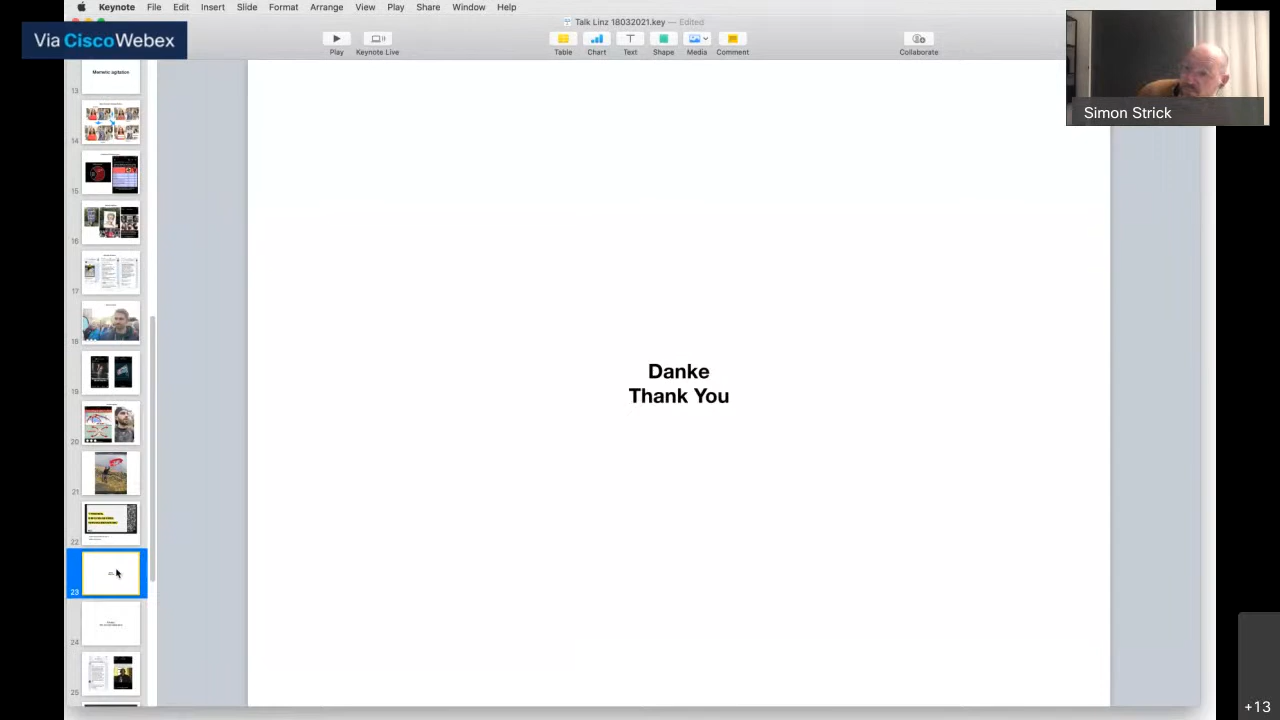 Keynote File Edit Insert Slide Format Arrange View Play Share Window Help
Talk Linz 18032021.key — Edited
Via CiscoWebex
Play Keynote Live Table Chart Text Shape Media Comment Collaborate
Simon Strick
Memetic agitation
13
14
15
16
17
18
19
20
21
22
23
24
25
Danke
Thank You
+13